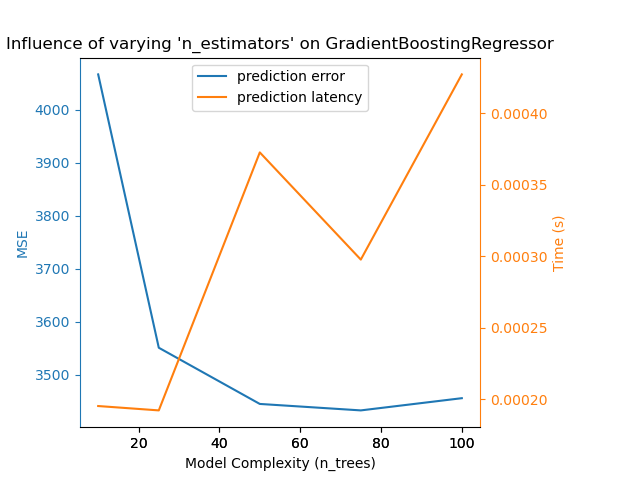 Influence of varying 'n_estimators' on GradientBoostingRegressor
prediction error
prediction latency
4000
3900
3800
3700
3600
3500
MSE
0.00040
0.00035
0.00030
0.00025
0.00020
Time (s)
20 40 60 80 100
Model Complexity (n_trees)